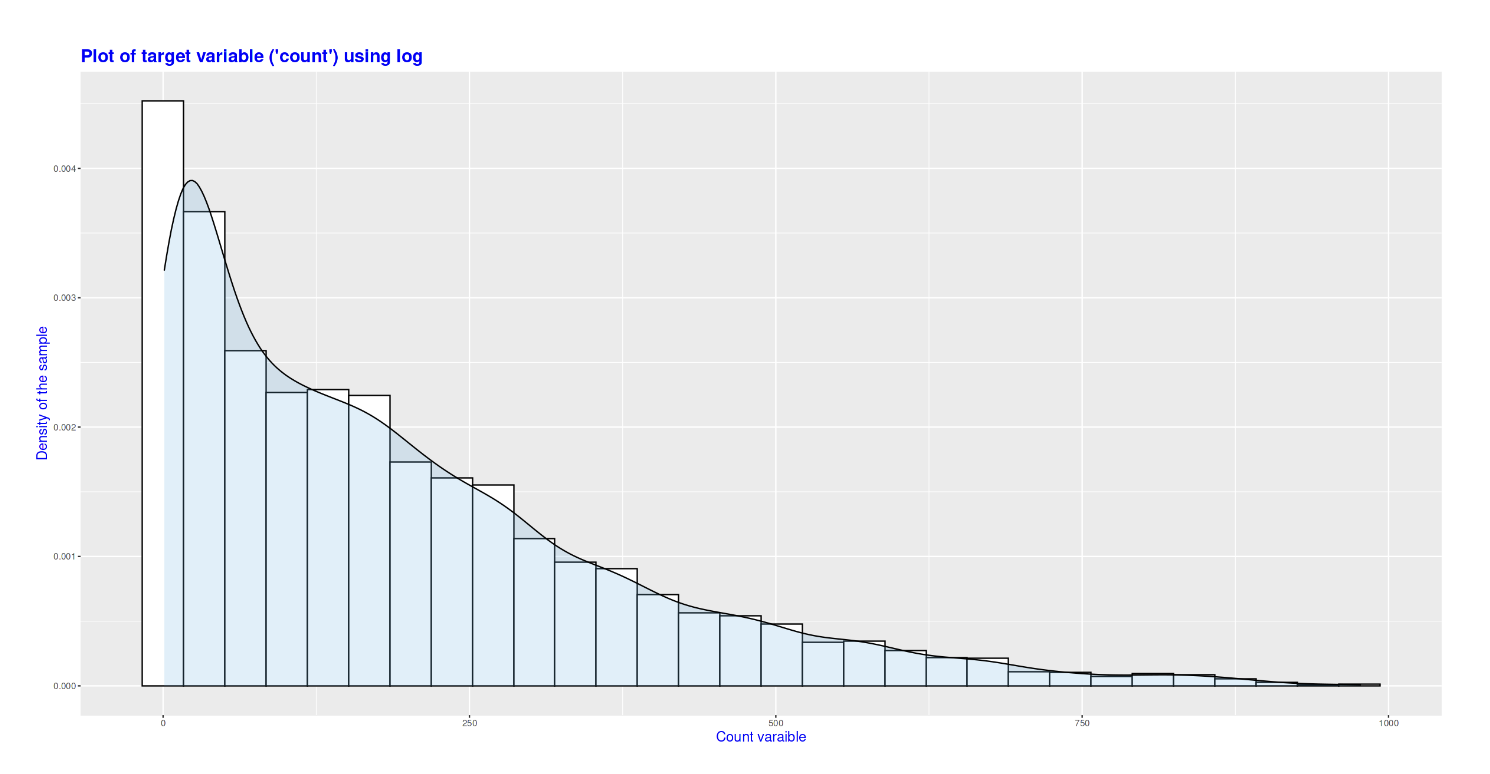 Plot of target variable ('count') using log
0.004
0.003
0.002
0.001
0.000
Density of the sample
0 250 500 750 1000
Count varaible